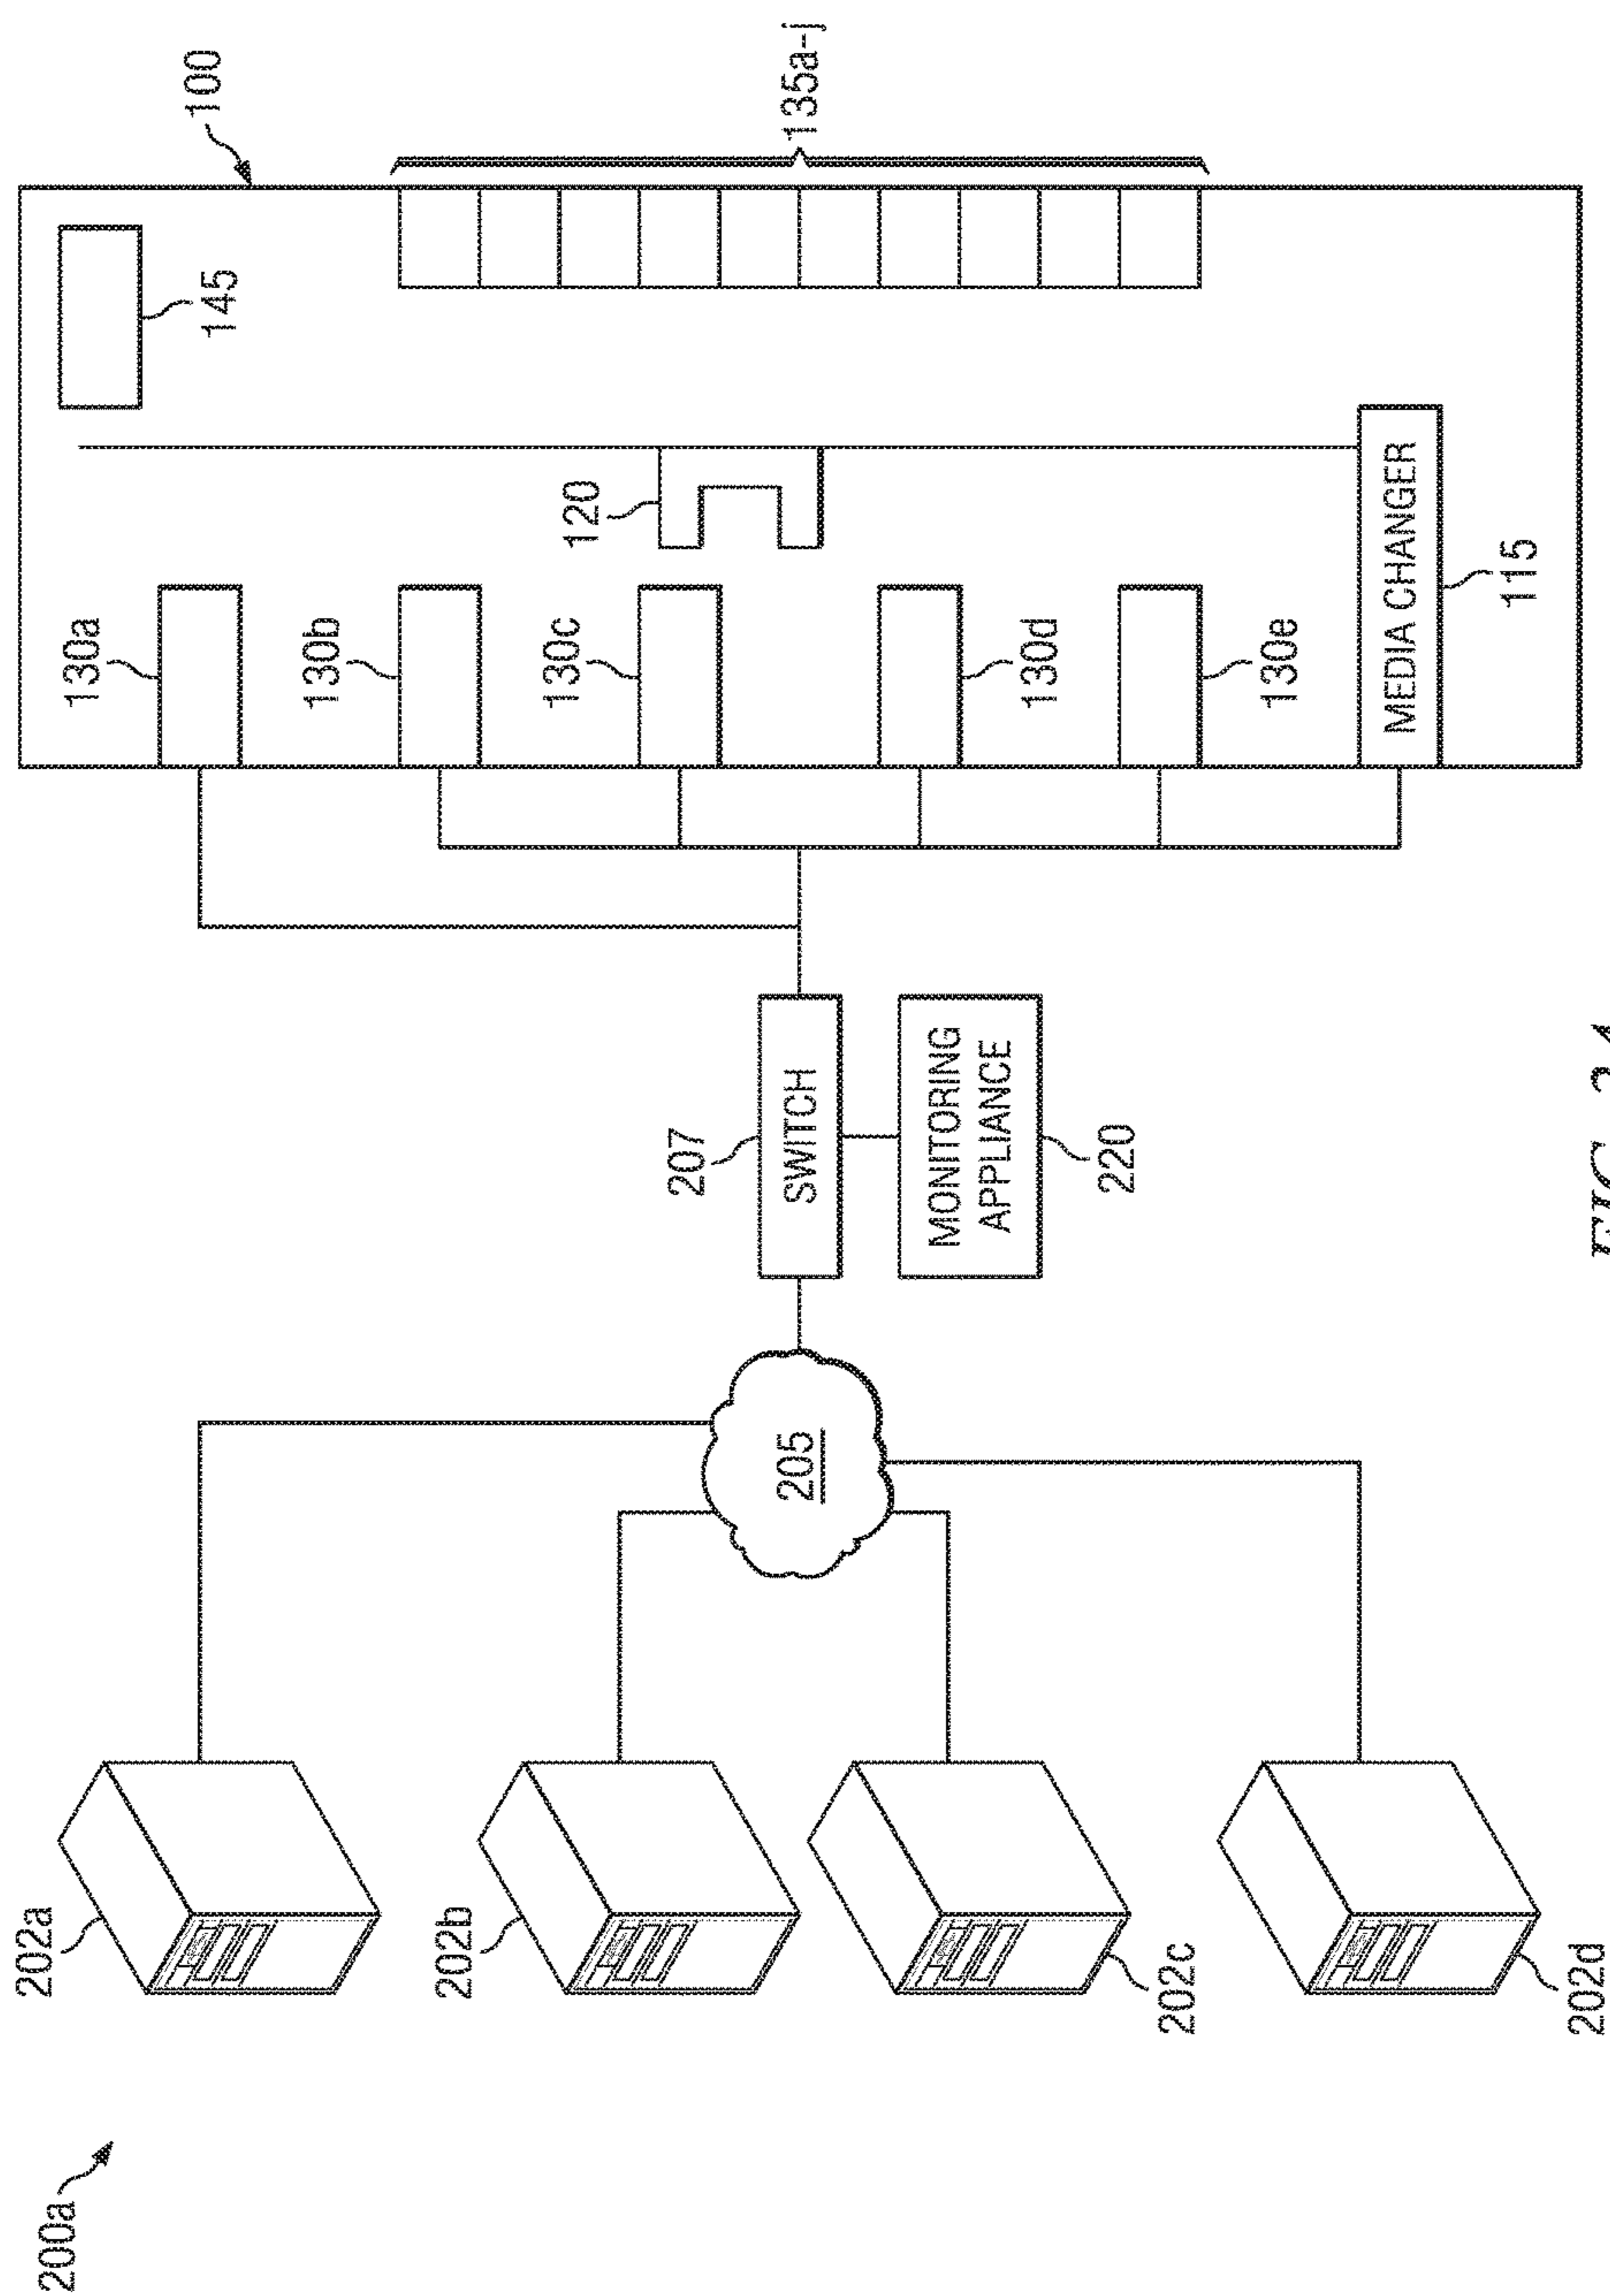 200a
202a
202b
202c
202d
205
207
SWITCH
MONITORING
APPLIANCE
220
100
130a
130b
130c
130d
130e
120
145
135a-j
MEDIA CHANGER
115